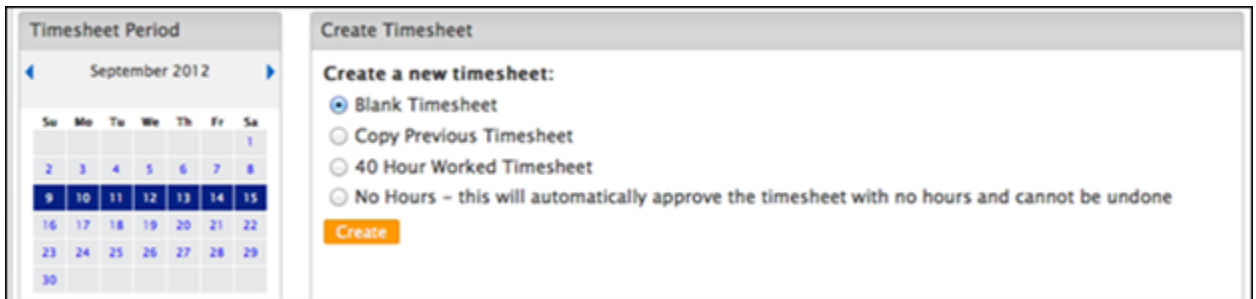 Timesheet Period
September 2012
Su Mo Tu We Th Fr Sa
1
2 3 4 5 6 7 8
9 10 11 12 13 14 15
16 17 18 19 20 21 22
23 24 25 26 27 28 29
30
Create Timesheet
Create a new timesheet:
Blank Timesheet
Copy Previous Timesheet
40 Hour Worked Timesheet
No Hours – this will automatically approve the timesheet with no hours and cannot be undone
Create